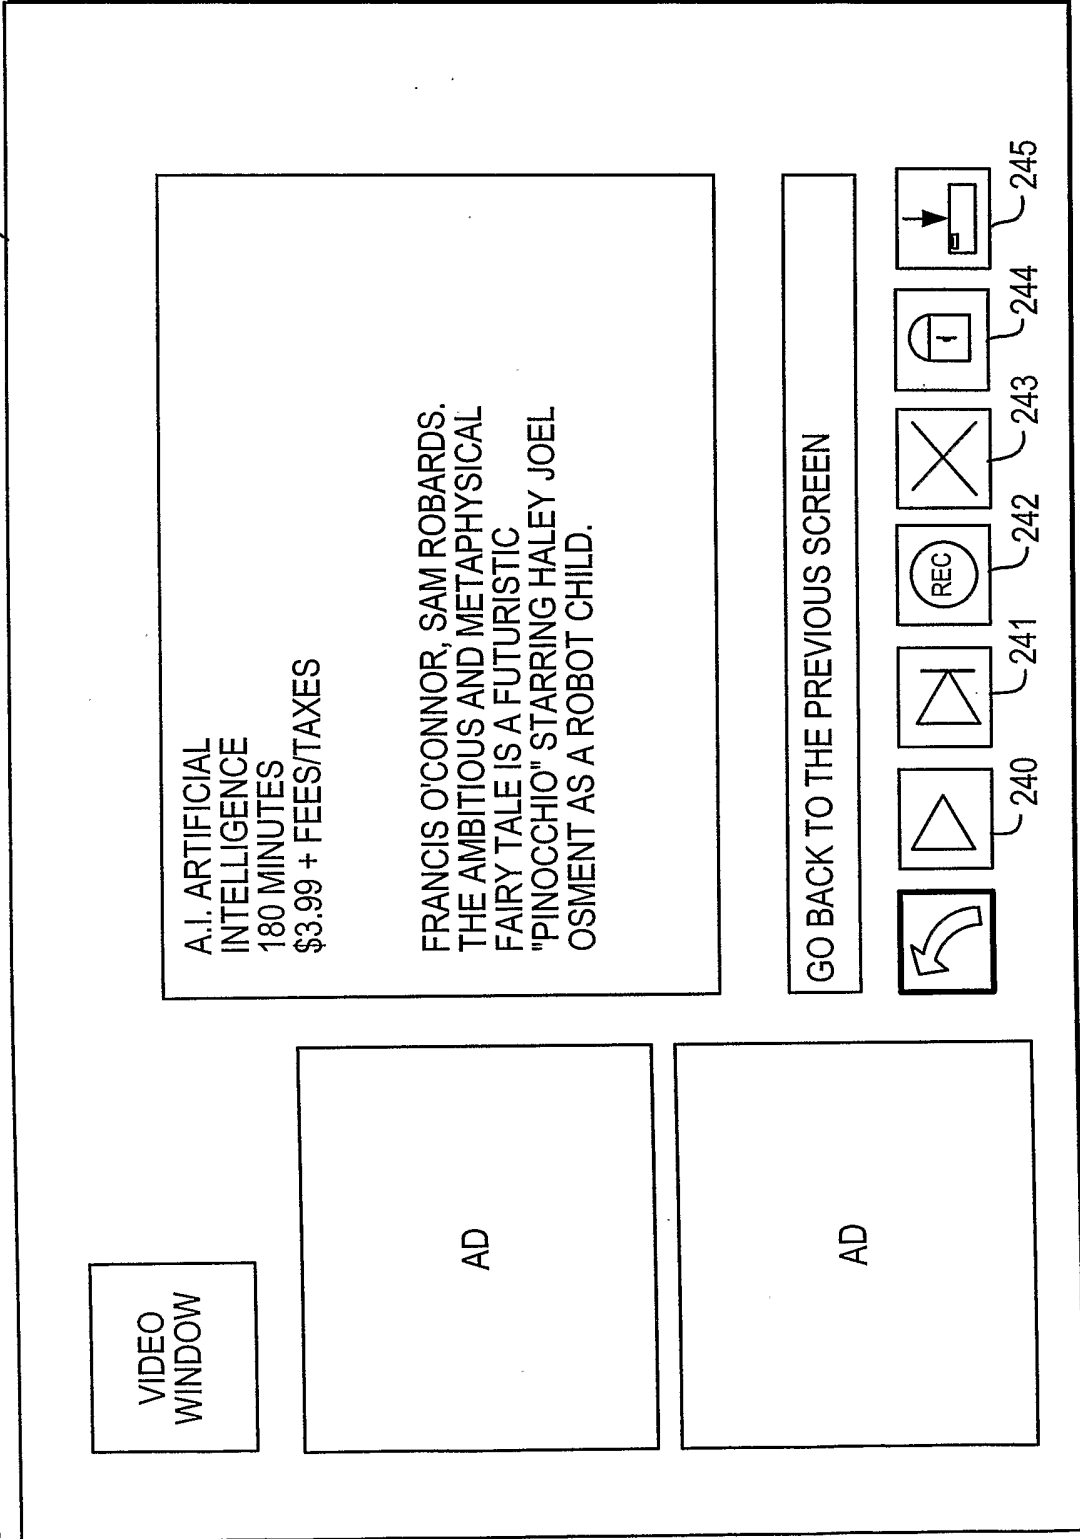 VIDEO
WINDOW
AD
AD
A.I. ARTIFICIAL
INTELLIGENCE
180 MINUTES
$3.99 + FEES/TAXES
FRANCIS O'CONNOR, SAM ROBARDS.
THE AMBITIOUS AND METAPHYSICAL
FAIRY TALE IS A FUTURISTIC
"PINOCCHIO" STARRING HALEY JOEL
OSMENT AS A ROBOT CHILD.
GO BACK TO THE PREVIOUS SCREEN
REC
240
241
242
243
244
245